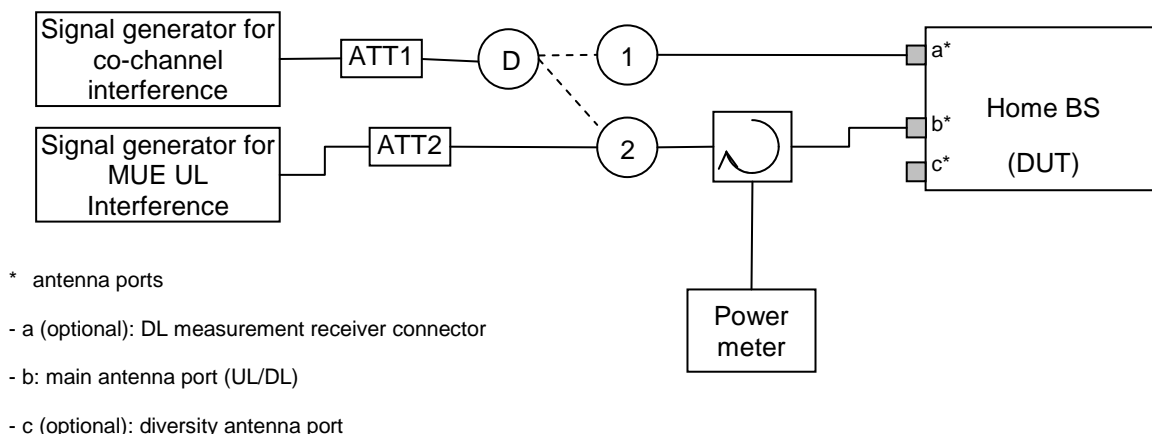 Signal generator for
co-channel
interference
ATT1
D
1
a*
Home BS
(DUT)
Signal generator for
MUE UL
Interference
ATT2
2
b*
c*
Power
meter
* antenna ports
- a (optional): DL measurement receiver connector
- b: main antenna port (UL/DL)
- c (optional): diversity antenna port